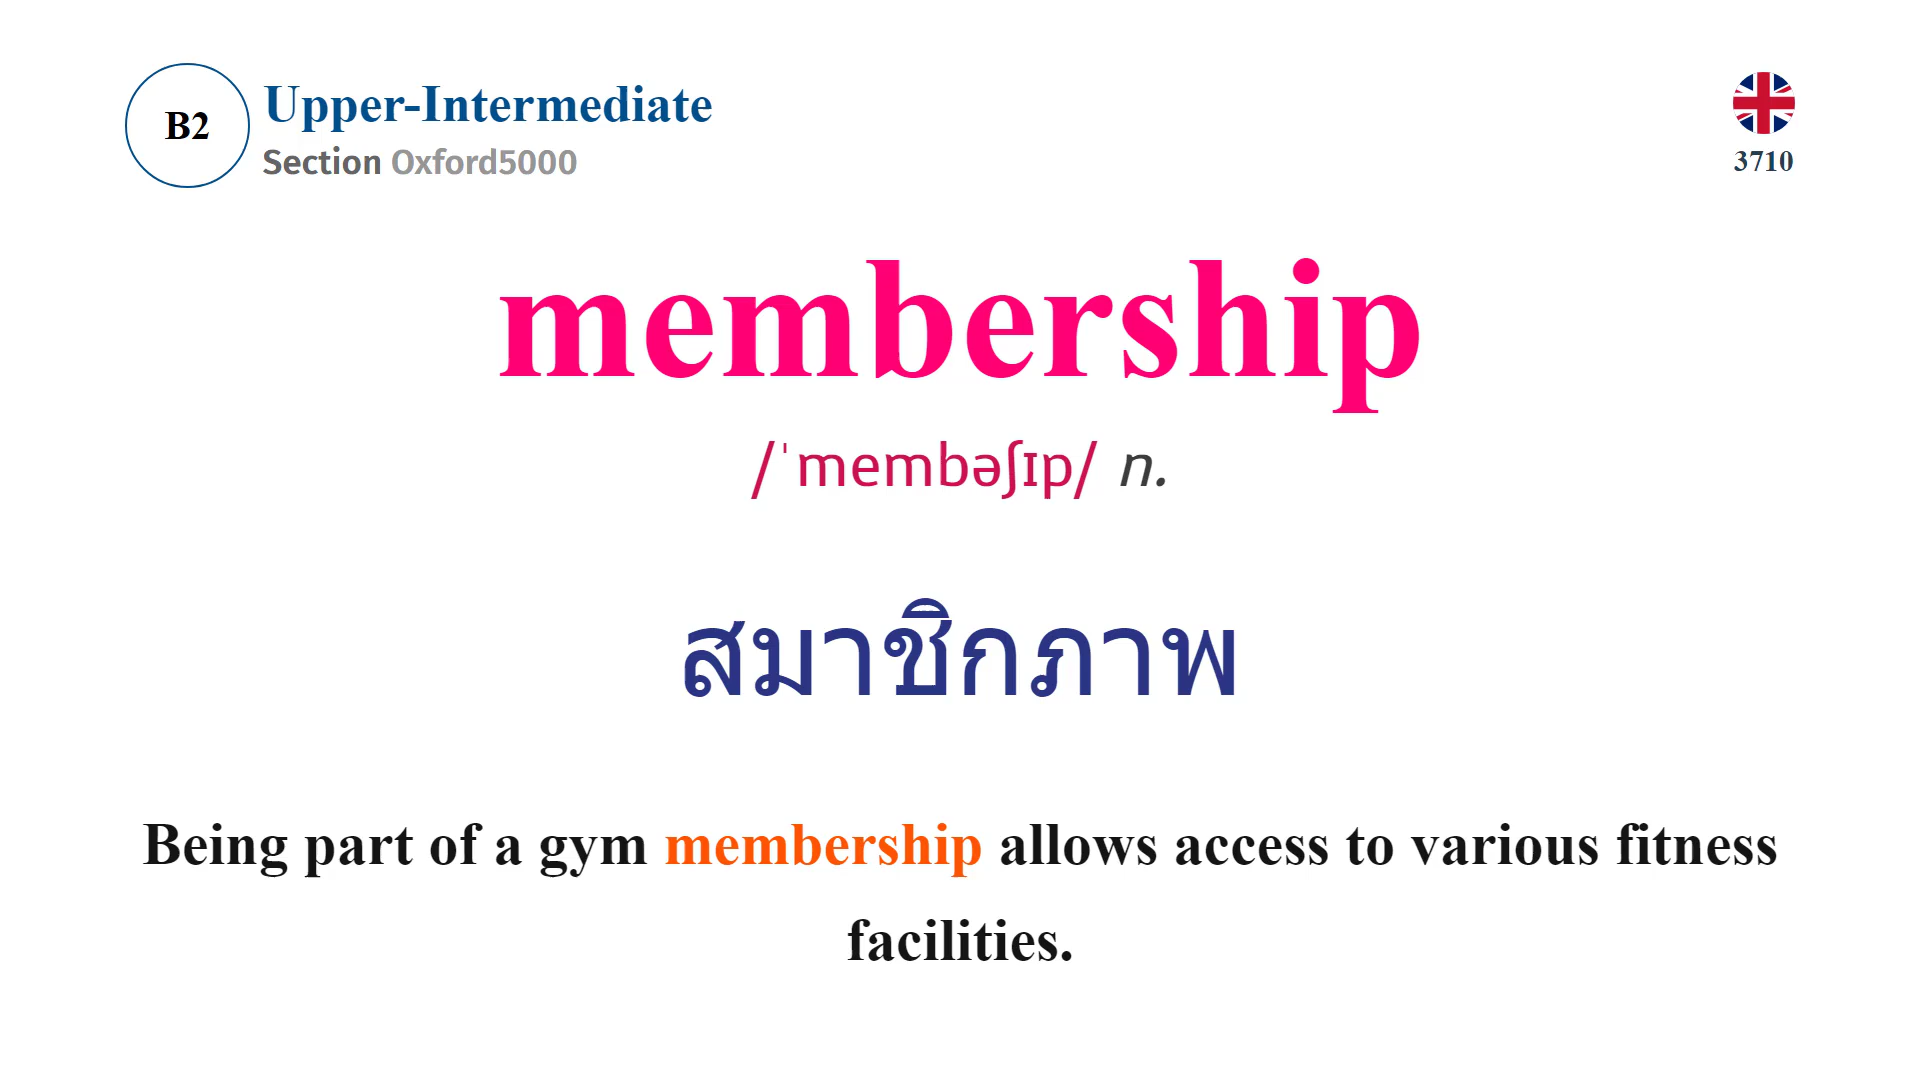 B2
Upper-Intermediate
Section Oxford5000
3710
membership
/ˈmembəʃɪp/ n.
สมาชิกภาพ
Being part of a gym membership allows access to various fitness
facilities.